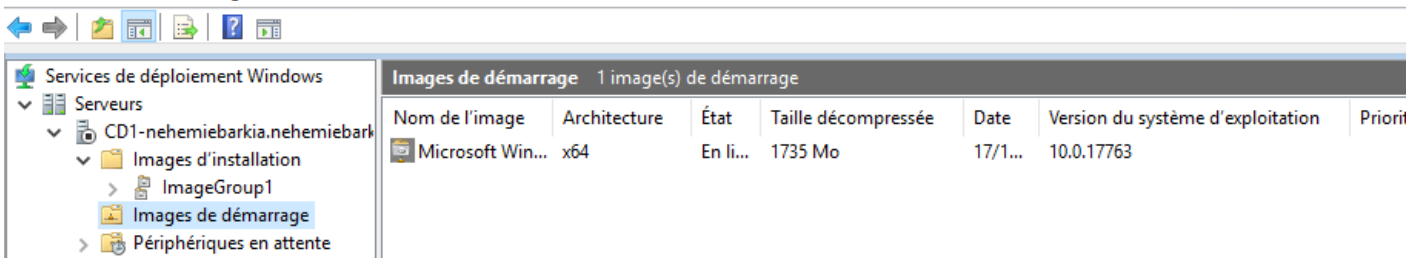 Services de déploiement Windows
Serveurs
CD1-nehemiebarkia.nehemiebark
Images d'installation
ImageGroup1
Images de démarrage
Périphériques en attente
Images de démarrage 1 image(s) de démarrage
Nom de l'image Architecture État Taille décompressée Date Version du système d'exploitation Priorit
Microsoft Win... x64 En li... 1735 Mo 17/1... 10.0.17763